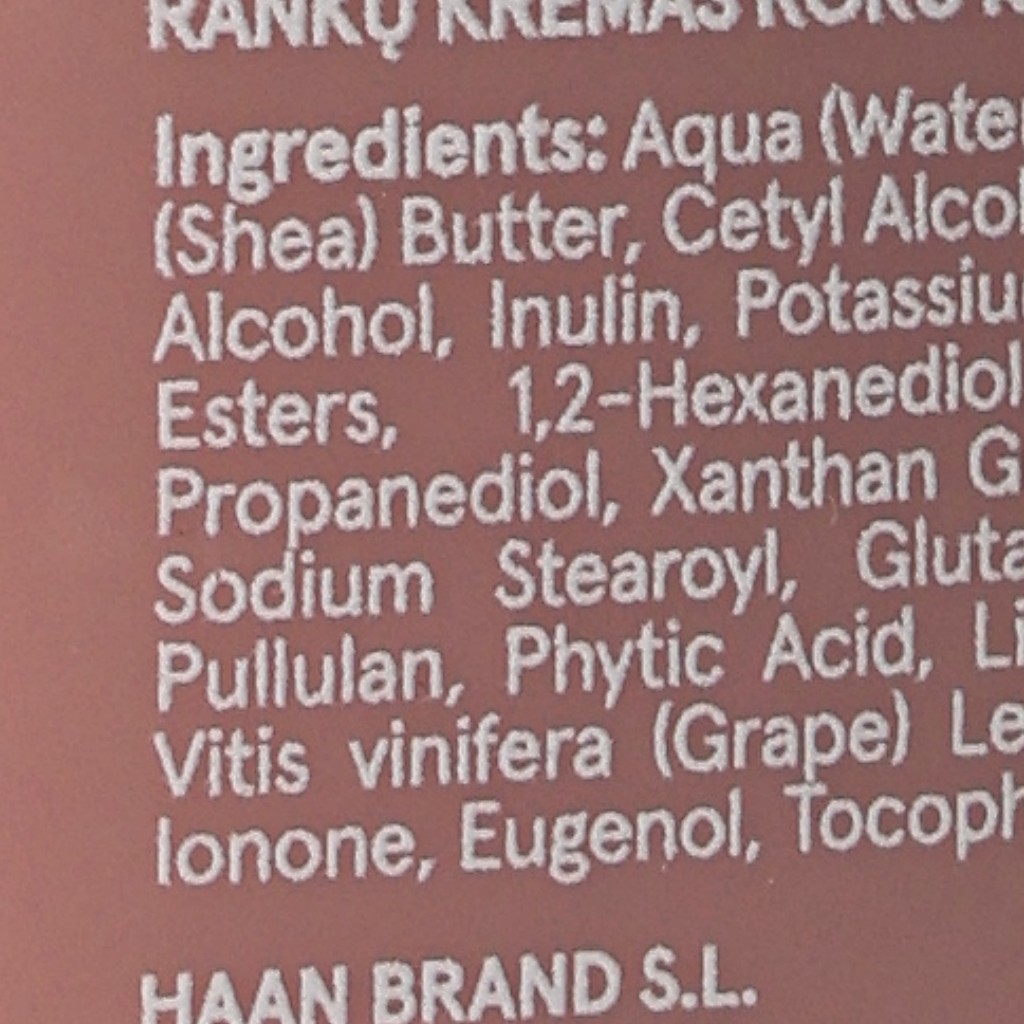 RANKŲ KREMAS
Ingredients: Aqua (Wate
(Shea) Butter, Cetyl Alcoh
Alcohol, Inulin, Potassiu
Esters, 1,2-Hexanediol
Propanediol, Xanthan G
Sodium Stearoyl, Gluta
Pullulan, Phytic Acid, Li
Vitis vinifera (Grape) Le
Ionone, Eugenol, Tocoph
HAAN BRAND S.L.